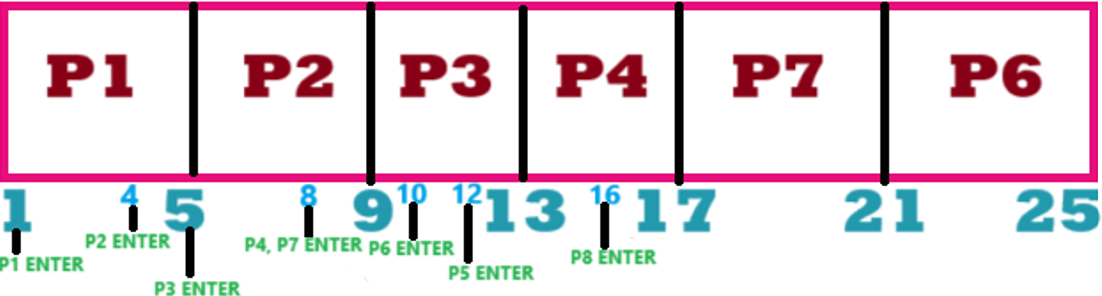 P1 P2 P3 P4 P7 P6
4 8 10 12 16
1 5 9 13 17 21 25
P2 ENTER P4, P7 ENTER P6 ENTER P8 ENTER
P1 ENTER P5 ENTER
P3 ENTER